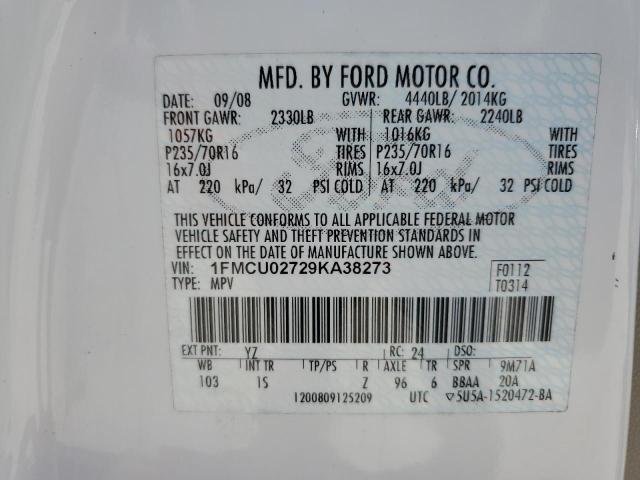 MFD. BY FORD MOTOR CO.
DATE: 09/08 GVWR: 4440LB/ 2014KG
FRONT GAWR: 2330LB REAR GAWR: 2240LB
1057KG WITH 1016KG WITH
P235/70R16 TIRES P235/70R16 TIRES
16x7.0J RIMS 16x7.0J RIMS
AT 220 kPa/ 32 PSI COLD AT 220 kPa/ 32 PSI COLD
THIS VEHICLE CONFORMS TO ALL APPLICABLE FEDERAL MOTOR
VEHICLE SAFETY AND THEFT PREVENTION STANDARDS IN
EFFECT ON THE DATE OF MANUFACTURE SHOWN ABOVE.
VIN: 1FMCU02729KA38273 F0112
TYPE: MPV T0314
EXT PNT: YZ RC: 24 DSO:
WB INT TR TP/PS R AXLE TR SPR 9M71A
103 1S Z 96 6 BBAA 20A
1200809125209 UTC ▽5U5A-1520472-BA